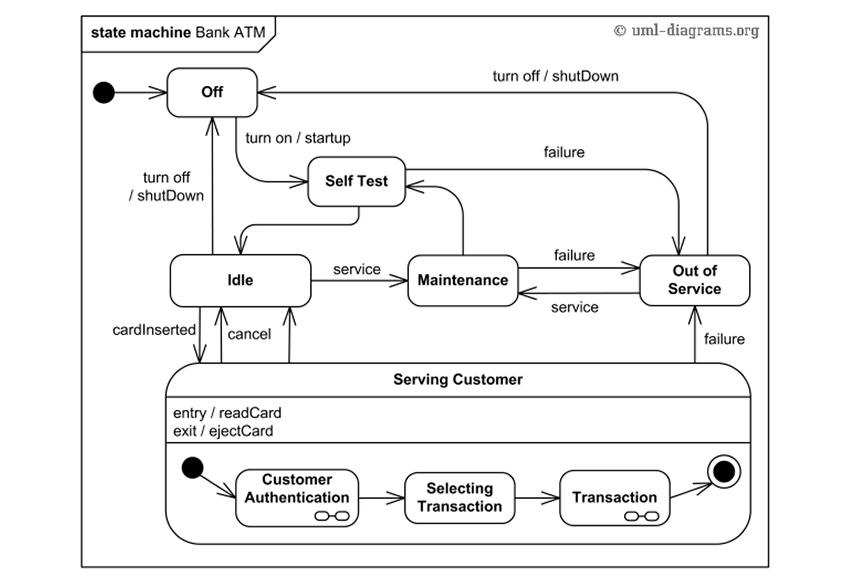 state machine Bank ATM
© uml-diagrams.org
turn off / shutDown
Off
turn on / startup
failure
turn off
/ shutDown
Self Test
Idle
service
Maintenance
failure
service
Out of
Service
cardInserted
cancel
failure
Serving Customer
entry / readCard
exit / ejectCard
Customer
Authentication
Selecting
Transaction
Transaction